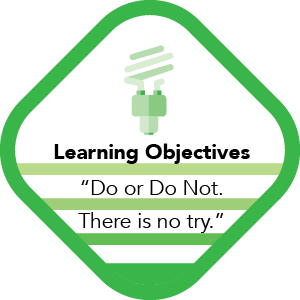 Learning Objectives
“Do or Do Not.
There is no try.”